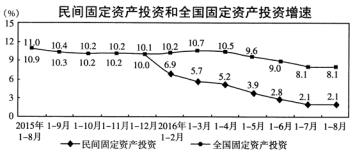 民间固定资产投资和全国固定资产投资增速
(%)
15
12
9
6
3
0
11.0 10.4 10.2 10.2 10.1 10.2 10.7 10.5 9.6 9.0 8.1 8.1
10.9 10.3 10.2 10.2 10.0 6.9 5.7 5.2 3.9 2.8 2.1 2.1
2015年 1-9月 1-10月 1-11月 1-12月 2016年 1-3月 1-4月 1-5月 1-6月 1-7月 1-8月
1-8月 1-2月
民间固定资产投资 全国固定资产投资